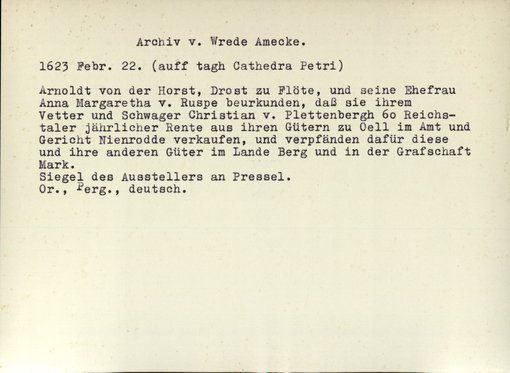 Archiv v. Wrede Amecke.
1623 Febr. 22. (auff tagh Cathedra Petri)
Arnoldt von der Horst, Drost zu Flöte, und seine Ehefrau
Anna Margaretha v. Ruspe beurkunden, daß sie ihrem
Vetter und Schwager Christian v. Plettenbergh 60 Reichs-
taler jährlicher Rente aus ihren Gütern zu Oell im Amt und
Gericht Nienrodde verkaufen, und verpfänden dafür diese
und ihre anderen Güter im Lande Berg und in der Grafschaft
Mark.
Siegel des Ausstellers an Pressel.
Or., Perg., deutsch.